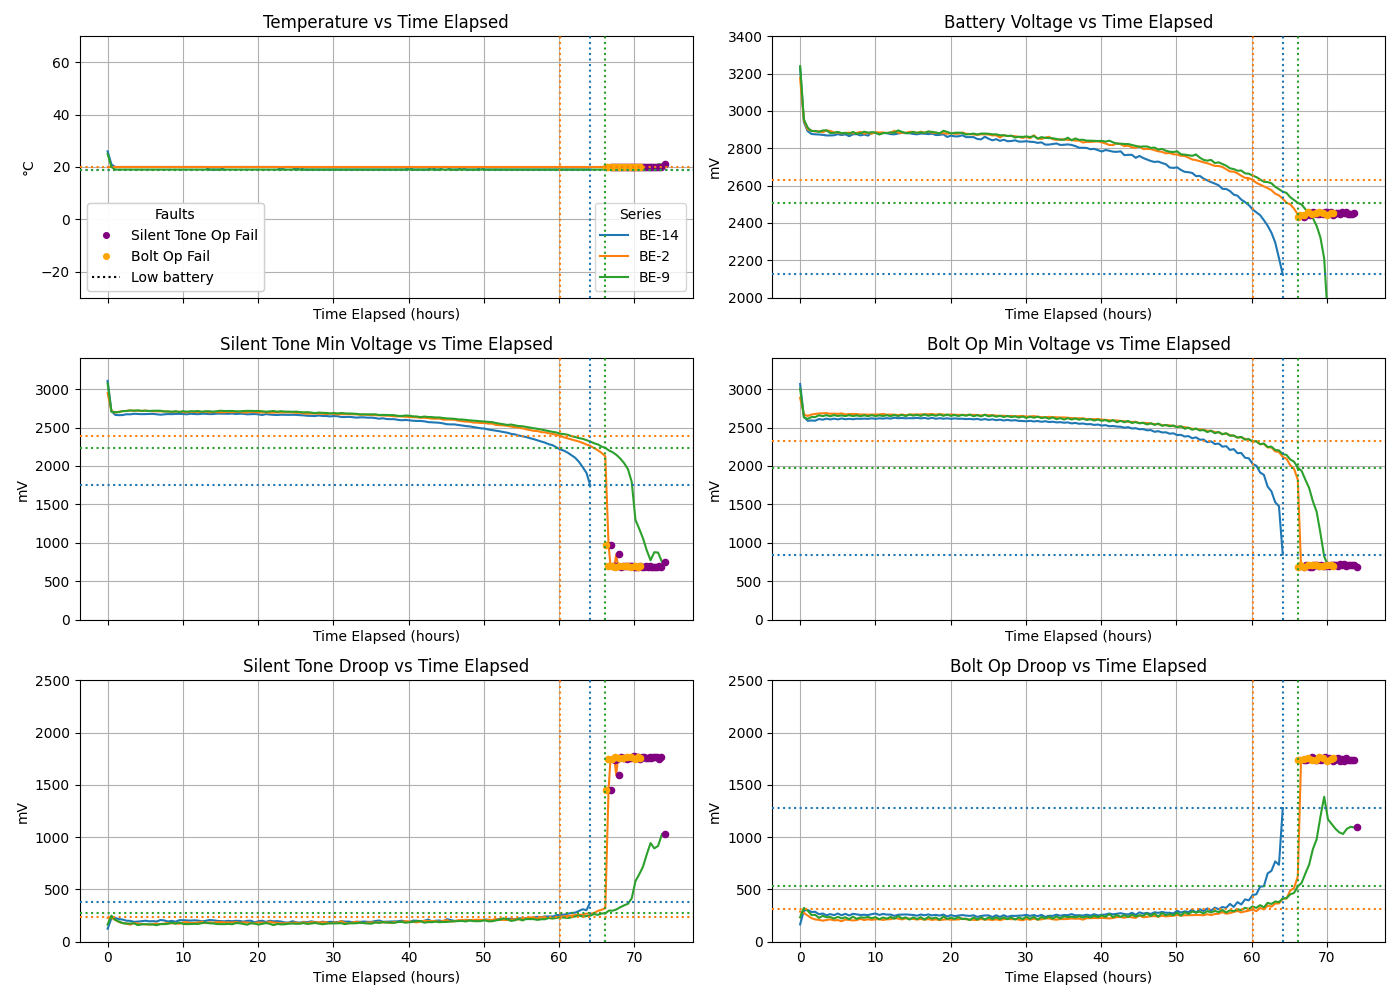 Temperature vs Time Elapsed
60
40
20
0
−20
°C
Time Elapsed (hours)
Faults
Silent Tone Op Fail
Bolt Op Fail
Low battery
Series
BE-14
BE-2
BE-9
Battery Voltage vs Time Elapsed
3400
3200
3000
2800
2600
2400
2200
2000
mV
Time Elapsed (hours)
Silent Tone Min Voltage vs Time Elapsed
3000
2500
2000
1500
1000
500
0
mV
Time Elapsed (hours)
Bolt Op Min Voltage vs Time Elapsed
3000
2500
2000
1500
1000
500
0
mV
Time Elapsed (hours)
Silent Tone Droop vs Time Elapsed
2500
2000
1500
1000
500
0
mV
0 10 20 30 40 50 60 70
Time Elapsed (hours)
Bolt Op Droop vs Time Elapsed
2500
2000
1500
1000
500
0
mV
0 10 20 30 40 50 60 70
Time Elapsed (hours)